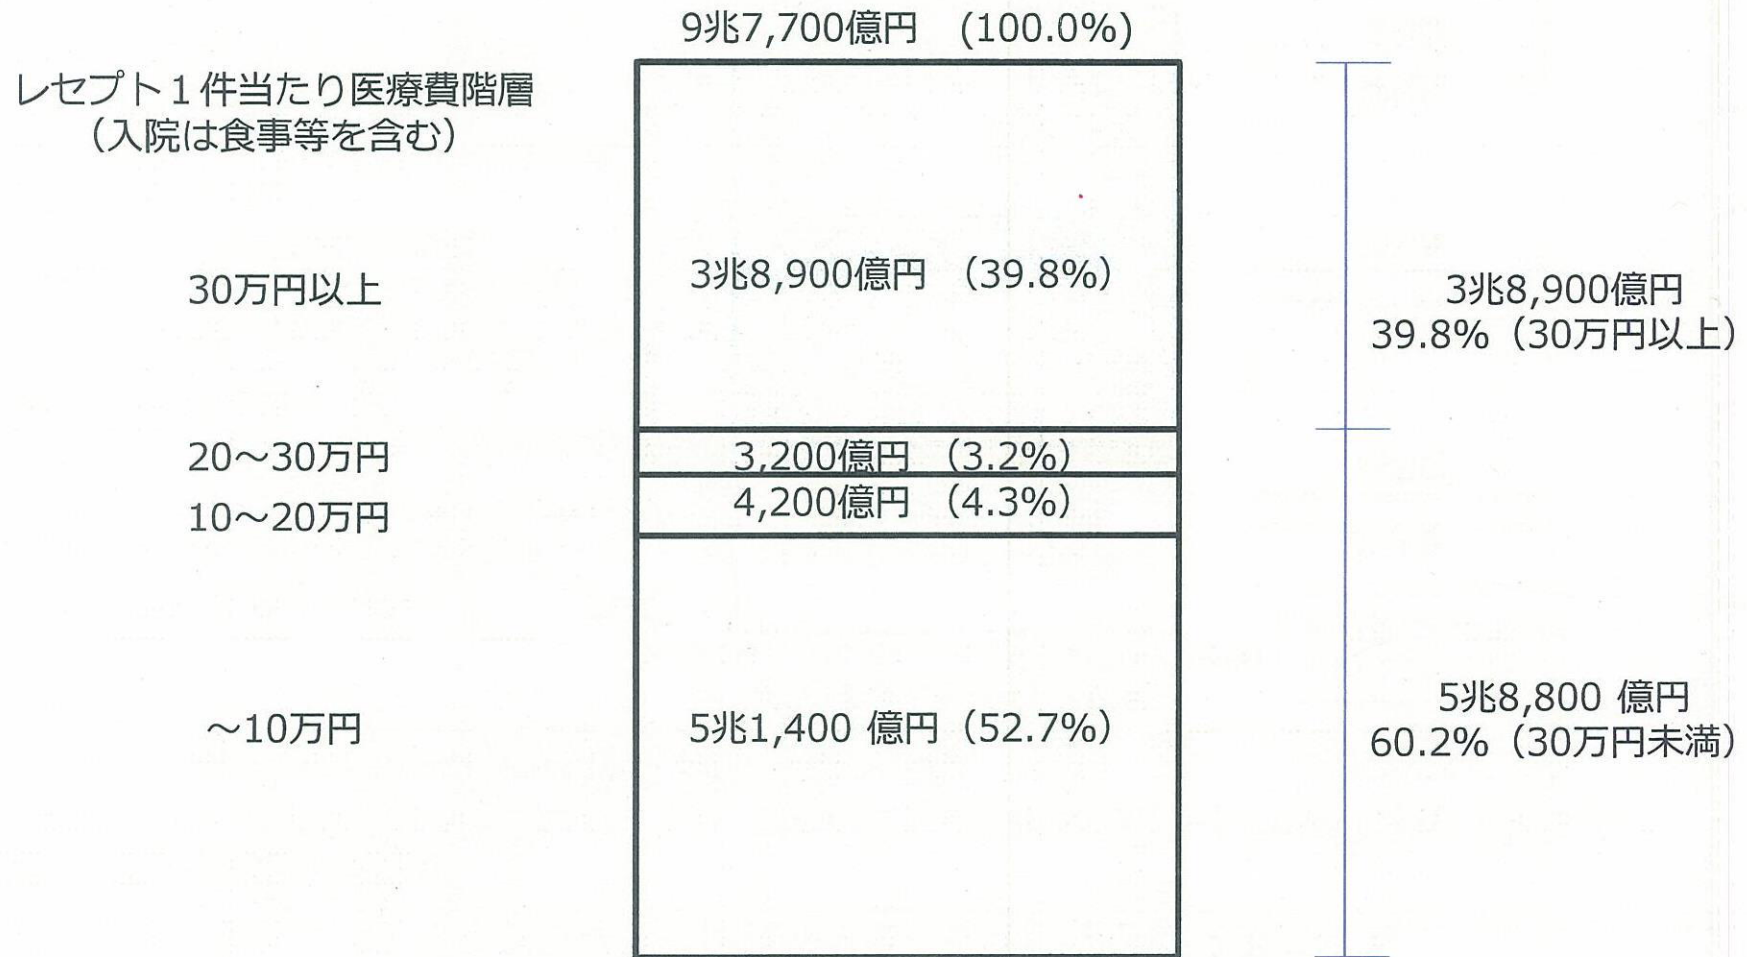 9兆7,700億円 (100.0%)
レセプト１件当たり医療費階層
（入院は食事等を含む）
30万円以上
3兆8,900億円 （39.8%）
3兆8,900億円
39.8%（30万円以上）
20～30万円
3,200億円 （3.2%）
10～20万円
4,200億円 （4.3%）
～10万円
5兆1,400 億円（52.7%）
5兆8,800 億円
60.2%（30万円未満）